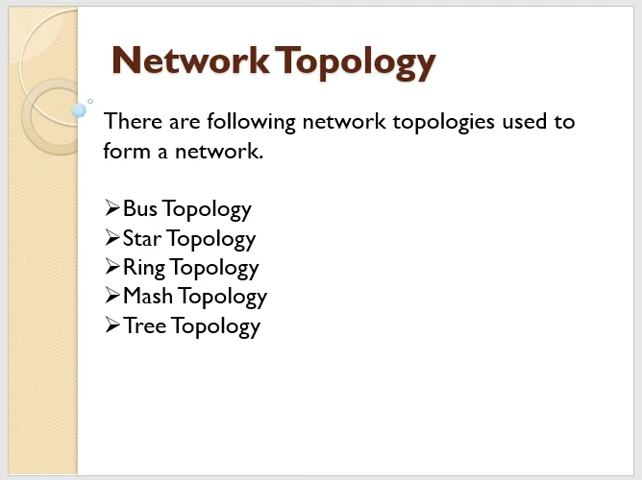 Network Topology
There are following network topologies used to
form a network.
➢Bus Topology
➢Star Topology
➢Ring Topology
➢Mash Topology
➢Tree Topology